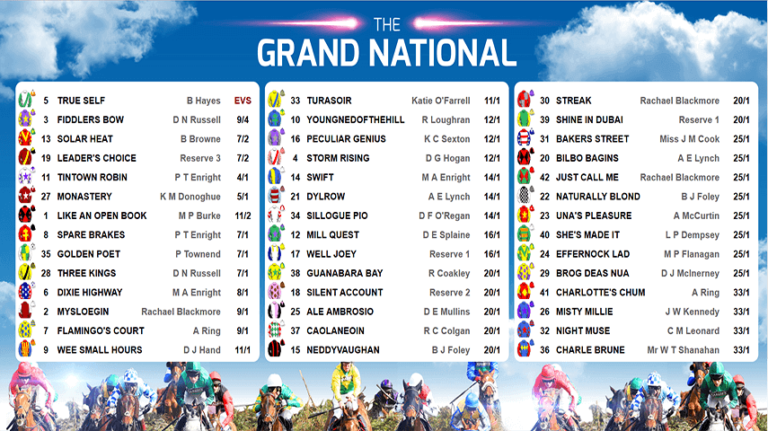 THE
GRAND NATIONAL
5 TRUE SELF B Hayes EVS
3 FIDDLERS BOW D N Russell 9/4
13 SOLAR HEAT B Browne 7/2
19 LEADER'S CHOICE Reserve 3 7/2
11 TINTOWN ROBIN P T Enright 4/1
27 MONASTERY K M Donoghue 5/1
1 LIKE AN OPEN BOOK M P Burke 11/2
8 SPARE BRAKES P T Enright 7/1
35 GOLDEN POET P Townend 7/1
28 THREE KINGS D N Russell 7/1
6 DIXIE HIGHWAY M A Enright 8/1
2 MYSLOEGIN Rachael Blackmore 9/1
7 FLAMINGO'S COURT A Ring 9/1
9 WEE SMALL HOURS D J Hand 11/1
33 TURASOIR Katie O'Farrell 11/1
10 YOUNGNEDOFTHEHILL R Loughran 12/1
16 PECULIAR GENIUS K C Sexton 12/1
4 STORM RISING D G Hogan 12/1
14 SWIFT M A Enright 14/1
21 DYLROW A E Lynch 14/1
34 SILLOGUE PIO D F O'Regan 14/1
12 MILL QUEST D E Splaine 16/1
17 WELL JOEY Reserve 1 16/1
38 GUANABARA BAY R Coakley 20/1
18 SILENT ACCOUNT Reserve 2 20/1
25 ALE AMBROSIO D E Mullins 20/1
37 CAOLANEOIN R C Colgan 20/1
15 NEDDYVAUGHAN B J Foley 20/1
30 STREAK Rachael Blackmore 20/1
39 SHINE IN DUBAI Reserve 1 20/1
31 BAKERS STREET Miss J M Cook 25/1
20 BILBO BAGINS A E Lynch 25/1
42 JUST CALL ME Rachael Blackmore 25/1
22 NATURALLY BLOND B J Foley 25/1
23 UNA'S PLEASURE A McCurtin 25/1
40 SHE'S MADE IT L P Dempsey 25/1
24 EFFERNOCK LAD M P Flanagan 25/1
29 BROG DEAS NUA D J McInerney 25/1
41 CHARLOTTE'S CHUM A Ring 33/1
26 MISTY MILLIE J W Kennedy 33/1
32 NIGHT MUSE C M Leonard 33/1
36 CHARLE BRUNE Mr W T Shanahan 33/1